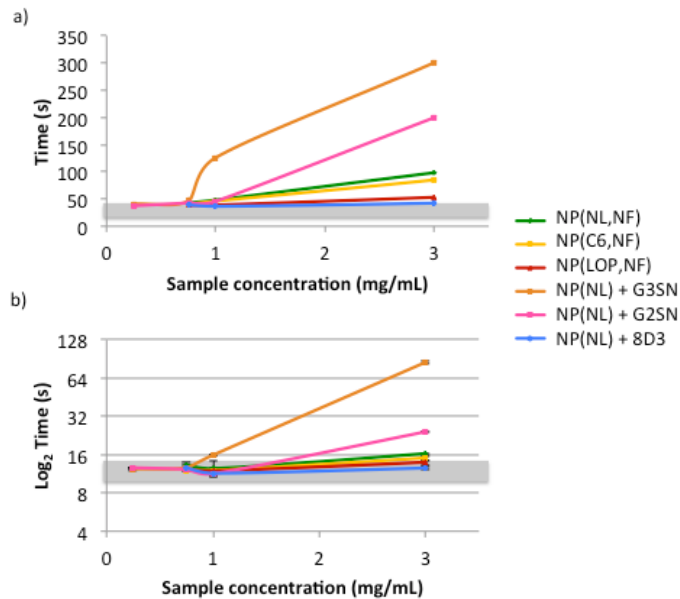 a)
350
300
250
200
150
100
50
0
Time (s)
0 1 2 3
Sample concentration (mg/mL)
NP(NL,NF)
NP(C6,NF)
NP(LOP,NF)
NP(NL) + G3SN
NP(NL) + G2SN
NP(NL) + 8D3
b)
128
64
32
16
8
4
Log2 Time (s)
0 1 2 3
Sample concentration (mg/mL)